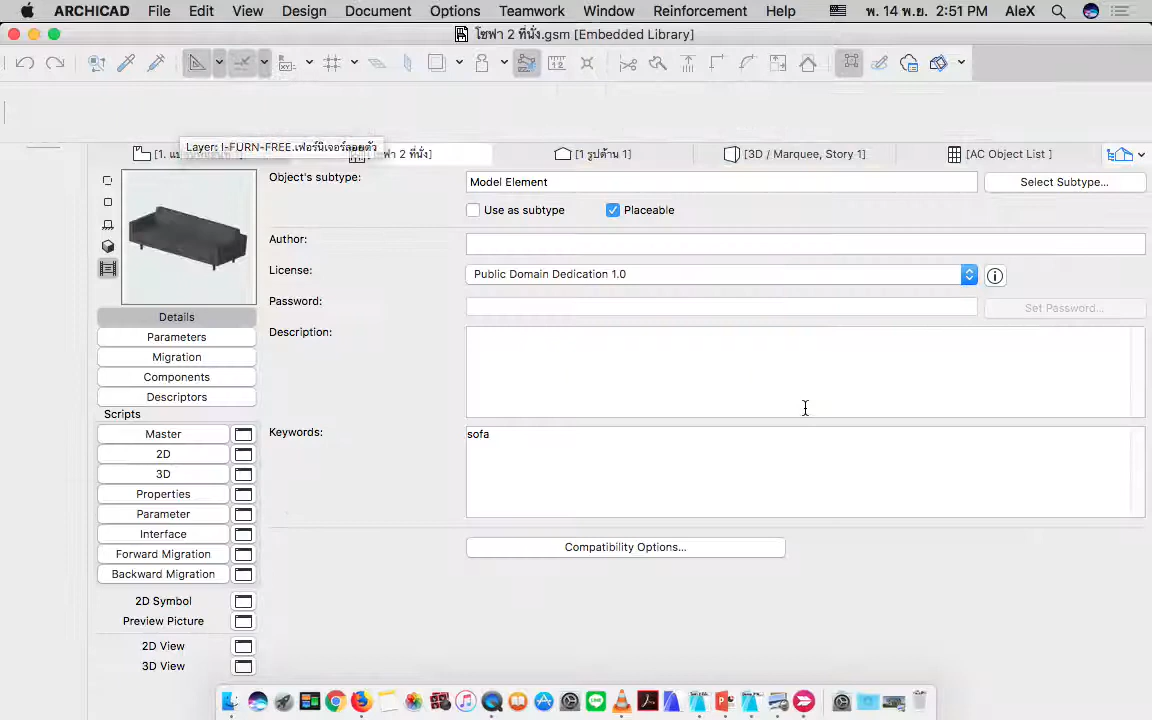 ARCHICAD File Edit View Design Document Options Teamwork Window Reinforcement Help พ. 14 พ.ย. 2:51 PM AleX
โซฟา 2 ที่นั่ง.gsm [Embedded Library]
Layer: I-FURN-FREE.เฟอร์นิเจอร์ลอยตัว
2 ที่นั่ง] [1 รูปด้าน 1] [3D / Marquee, Story 1] [AC Object List ]
Object's subtype: Model Element Select Subtype...
Use as subtype Placeable
Author:
License: Public Domain Dedication 1.0
Password: Set Password...
Description:
Keywords: sofa
Compatibility Options...
Details
Parameters
Migration
Components
Descriptors
Scripts
Master
2D
3D
Properties
Parameter
Interface
Forward Migration
Backward Migration
2D Symbol
Preview Picture
2D View
3D View